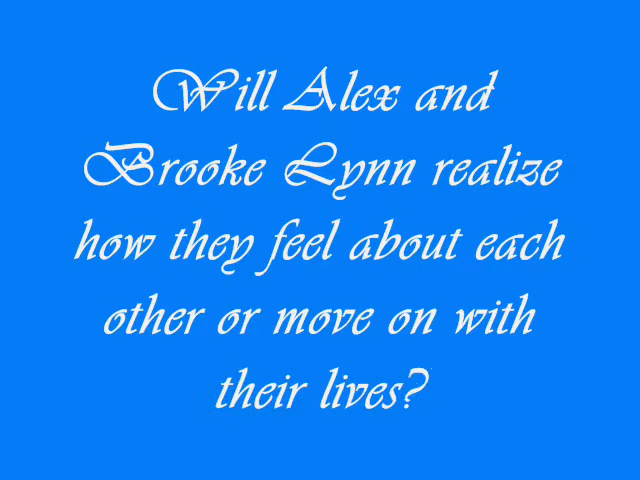 Will Alex and
Brooke Lynn realize
how they feel about each
other or move on with
their lives?